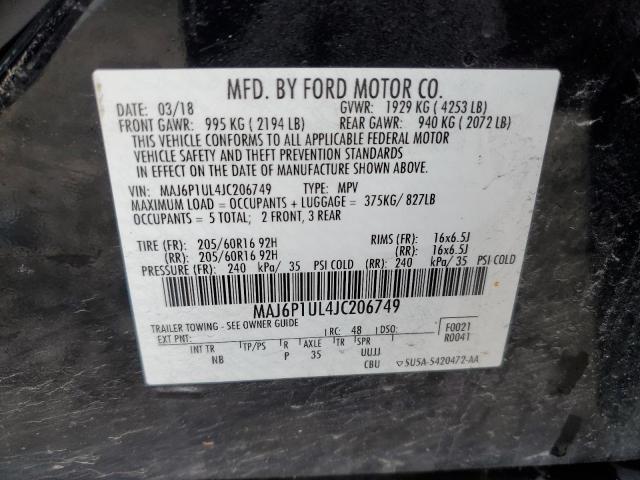 MFD. BY FORD MOTOR CO.
DATE: 03/18 GVWR: 1929 KG ( 4253 LB)
FRONT GAWR: 995 KG ( 2194 LB) REAR GAWR: 940 KG ( 2072 LB)
THIS VEHICLE CONFORMS TO ALL APPLICABLE FEDERAL MOTOR
VEHICLE SAFETY AND THEFT PREVENTION STANDARDS
IN EFFECT ON THE DATE OF MANUFACTURE SHOWN ABOVE.
VIN: MAJ6P1UL4JC206749 TYPE: MPV
MAXIMUM LOAD = OCCUPANTS + LUGGAGE = 375KG/ 827LB
OCCUPANTS = 5 TOTAL; 2 FRONT, 3 REAR
TIRE (FR): 205/60R16 92H RIMS (FR): 16x6.5J
(RR): 205/60R16 92H (RR): 16x6.5J
PRESSURE (FR): 240 kPa/ 35 PSI COLD (RR): 240 kPa/ 35 PSI COLD
MAJ6P1UL4JC206749
TRAILER TOWING - SEE OWNER GUIDE
EXT PNT: RC: 48 DSO: F0021
R0041
INT TR TP/PS R AXLE TR SPR
NB P 35 UUJJ
CBU SU5A-S420472-AA